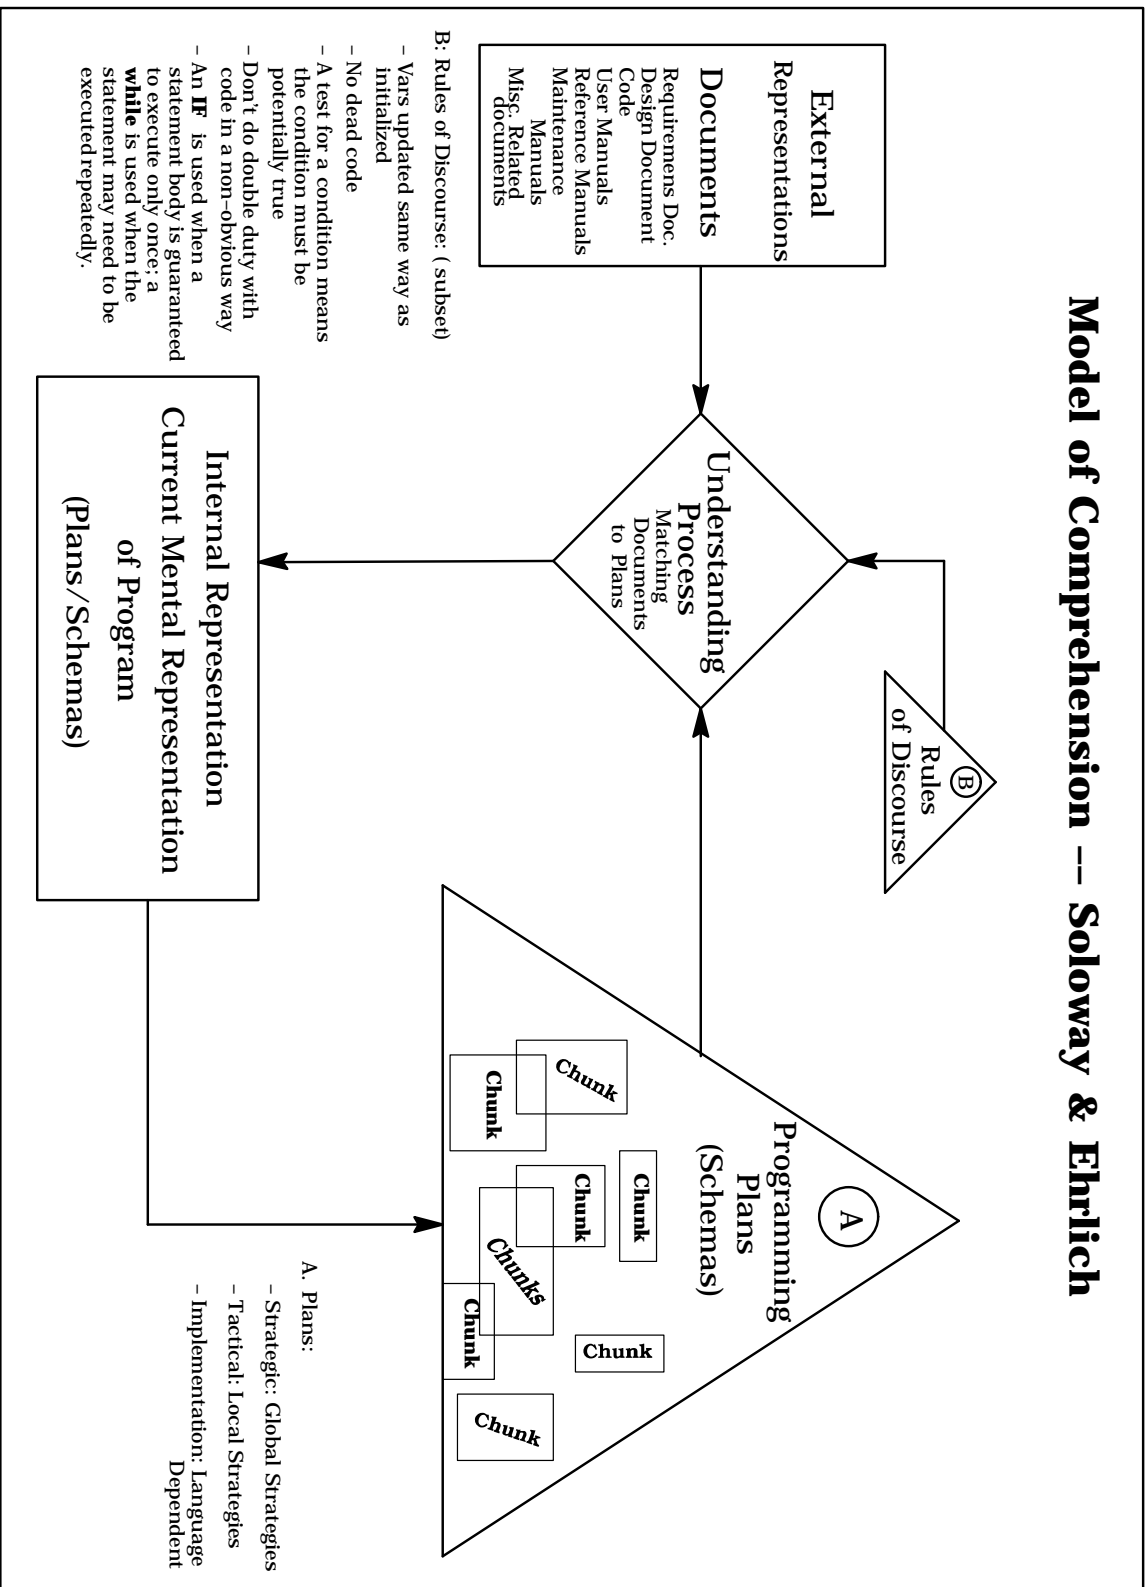 Model of Comprehension -- Soloway & Ehrlich
External
Representations
Documents
Requiremens Doc.
Design Document
Code
User Manuals
Reference Manuals
Maintenance
Manuals
Misc. Related
documents
B
Rules
of Discourse
Understanding
Process
Matching
Documents
to Plans
A
Programming
Plans
(Schemas)
Chunk
Chunk
Chunk
Chunk
Chunks
Chunk
Chunk
Chunk
B: Rules of Discourse: ( subset)
– Vars updated same way as
initialized
– No dead code
– A test for a condition means
the condition must be
potentially true
– Don't do double duty with
code in a non–obvious way
– An IF is used when a
statement body is guaranteed
to execute only once; a
while is used when the
statement may need to be
executed repeatedly.
Internal Representation
Current Mental Representation
of Program
(Plans/Schemas)
A. Plans:
– Strategic: Global Strategies
– Tactical: Local Strategies
– Implementation: Language
Dependent